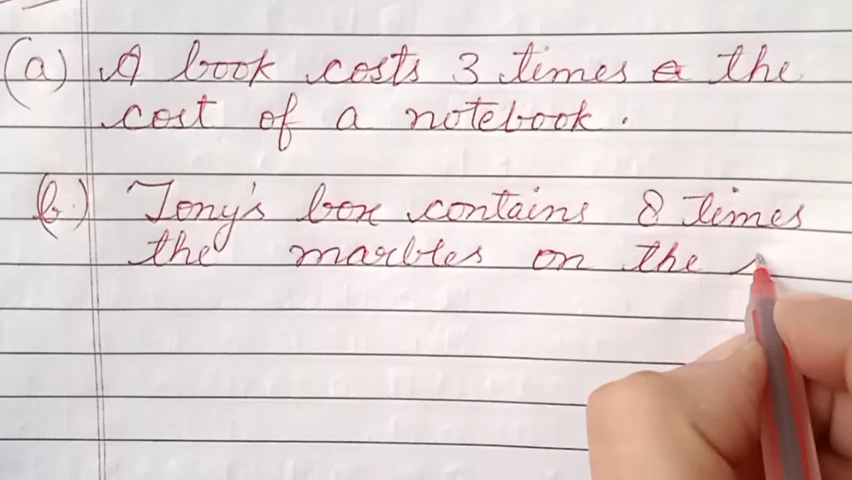 (a) A book costs 3 times the
cost of a notebook.
(b.) Tony's box contains 8 times
the marbles on the